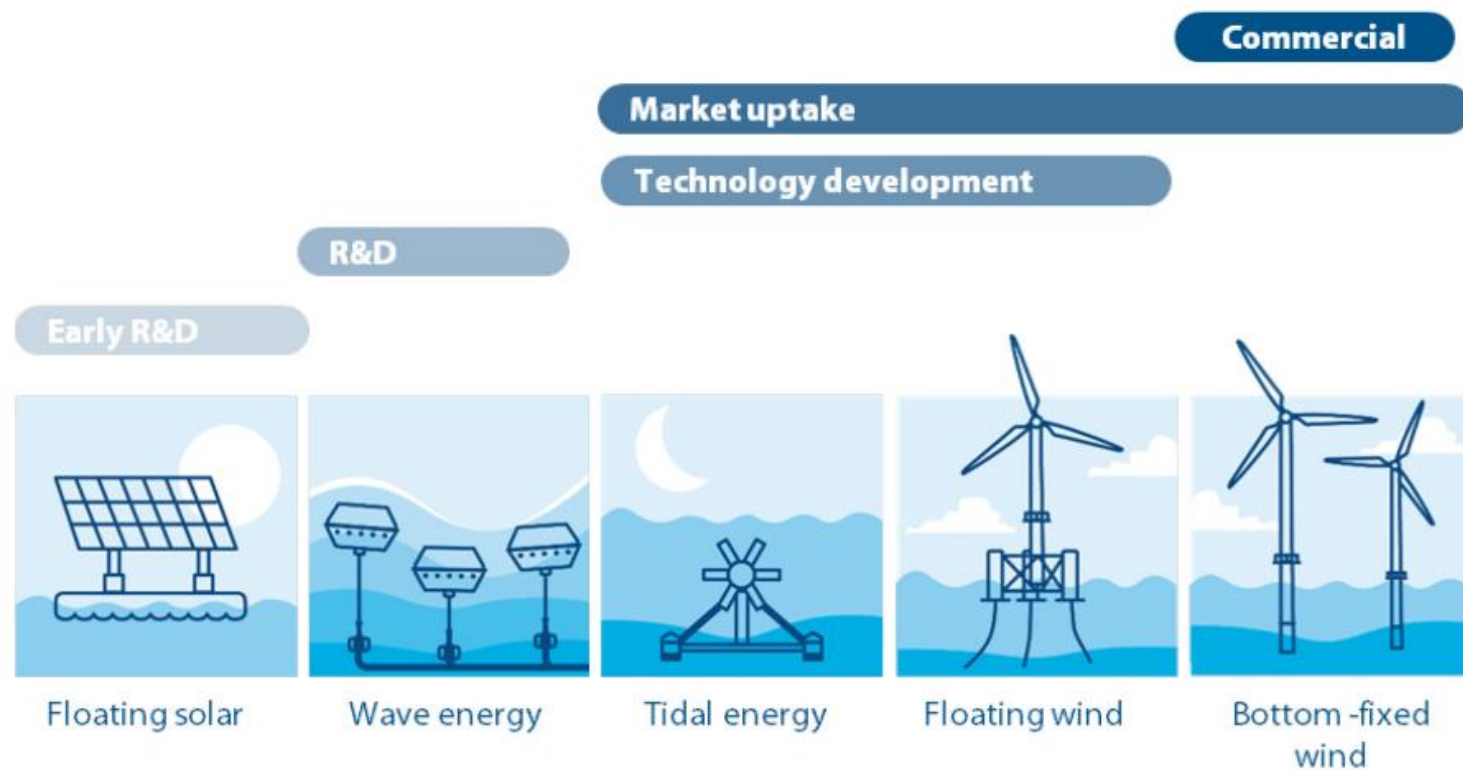 Commercial
Market uptake
Technology development
R&D
Early R&D
Floating solar
Wave energy
Tidal energy
Floating wind
Bottom -fixed
wind